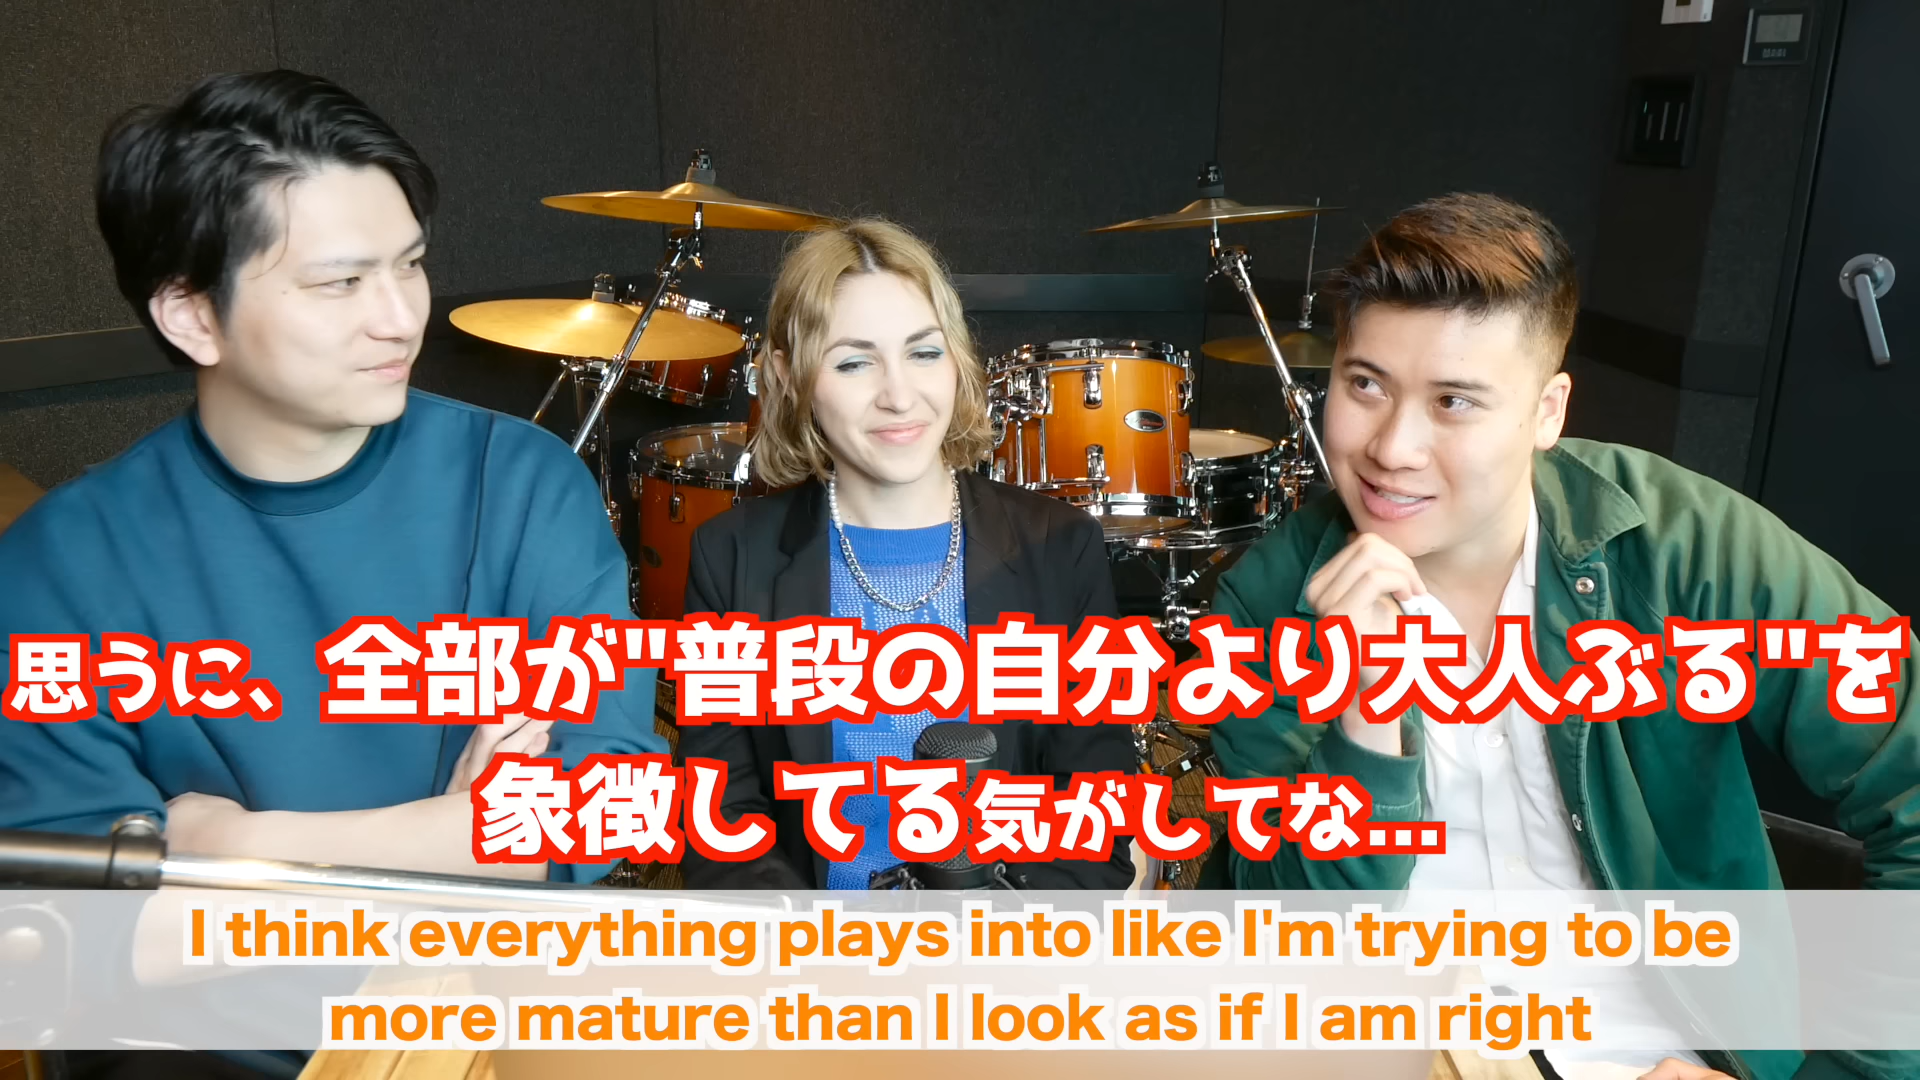 思うに、全部が"普段の自分より大人ぶる"を
象徴してる気がしてな...
I think everything plays into like I'm trying to be
more mature than I look as if I am right